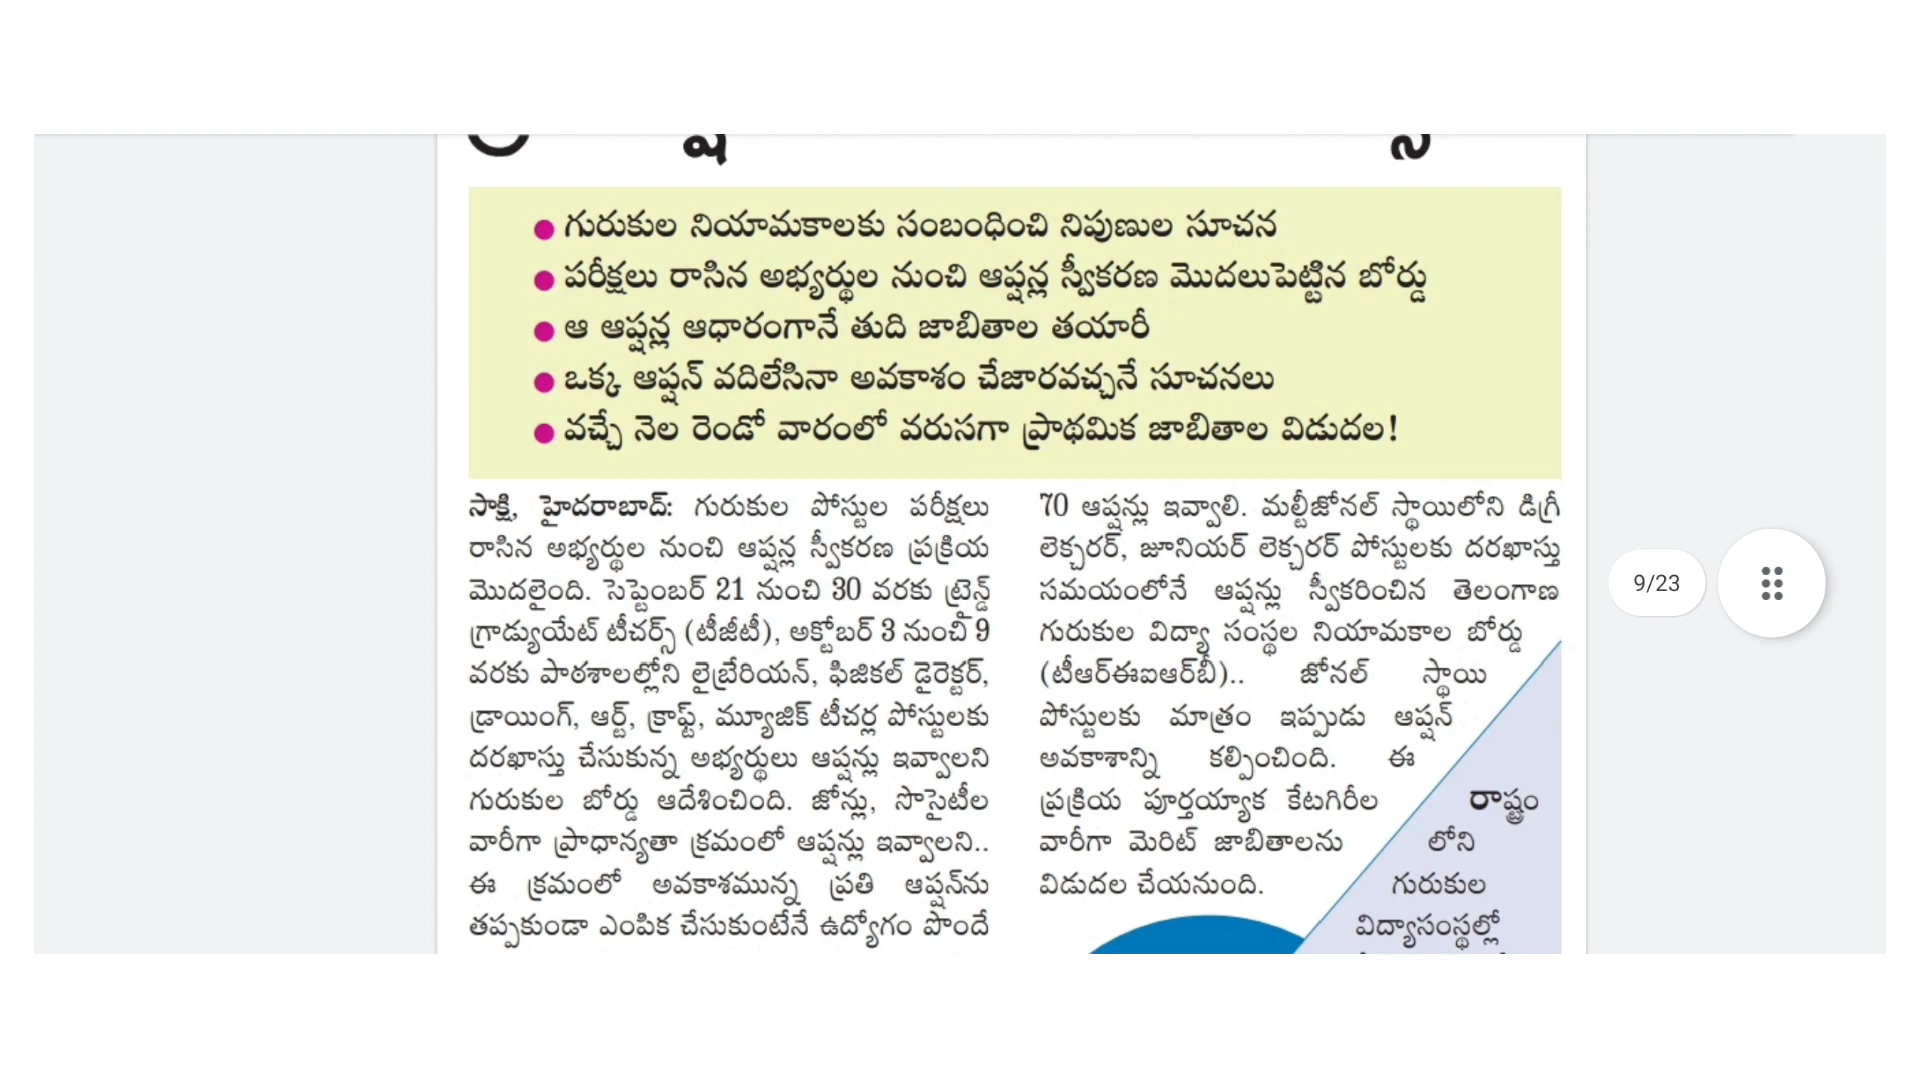 గురుకుల నియామకాలకు సంబంధించి నిపుణుల సూచన
పరీక్షలు రాసిన అభ్యర్థుల నుంచి ఆప్షన్ల స్వీకరణ మొదలుపెట్టిన బోర్డు
ఆ ఆప్షన్ల ఆధారంగానే తుది జాబితాల తయారీ
ఒక్క ఆప్షన్ వదిలేసినా అవకాశం చేజారవచ్చనే సూచనలు
వచ్చే నెల రెండో వారంలో వరుసగా ప్రాథమిక జాబితాల విడుదల!
సాక్షి, హైదరాబాద్: గురుకుల పోస్టుల పరీక్షలు
రాసిన అభ్యర్థుల నుంచి ఆప్షన్ల స్వీకరణ ప్రక్రియ
మొదలైంది. సెప్టెంబర్ 21 నుంచి 30 వరకు ట్రైన్డ్
గ్రాడ్యుయేట్ టీచర్స్ (టీజీటీ), అక్టోబర్ 3 నుంచి 9
వరకు పాఠశాలల్లోని లైబ్రేరియన్, ఫిజికల్ డైరెక్టర్,
డ్రాయింగ్, ఆర్ట్, క్రాఫ్ట్, మ్యూజిక్ టీచర్ల పోస్టులకు
దరఖాస్తు చేసుకున్న అభ్యర్థులు ఆప్షన్లు ఇవ్వాలని
గురుకుల బోర్డు ఆదేశించింది. జోన్లు, సొసైటీల
వారీగా ప్రాధాన్యతా క్రమంలో ఆప్షన్లు ఇవ్వాలని..
ఈ క్రమంలో అవకాశమున్న ప్రతి ఆప్షన్‌ను
తప్పకుండా ఎంపిక చేసుకుంటేనే ఉద్యోగం పొందే
70 ఆప్షన్లు ఇవ్వాలి. మల్టీజోనల్ స్థాయిలోని డిగ్రీ
లెక్చరర్, జూనియర్ లెక్చరర్ పోస్టులకు దరఖాస్తు
సమయంలోనే ఆప్షన్లు స్వీకరించిన తెలంగాణ
గురుకుల విద్యా సంస్థల నియామకాల బోర్డు
(టీఆర్ఈఐఆర్‌బీ).. జోనల్ స్థాయి
పోస్టులకు మాత్రం ఇప్పుడు ఆప్షన్
అవకాశాన్ని కల్పించింది. ఈ
ప్రక్రియ పూర్తయ్యాక కేటగిరీల
వారీగా మెరిట్ జాబితాలను
విడుదల చేయనుంది.
రాష్ట్రం
లోని
గురుకుల
విద్యాసంస్థల్లో
9/23